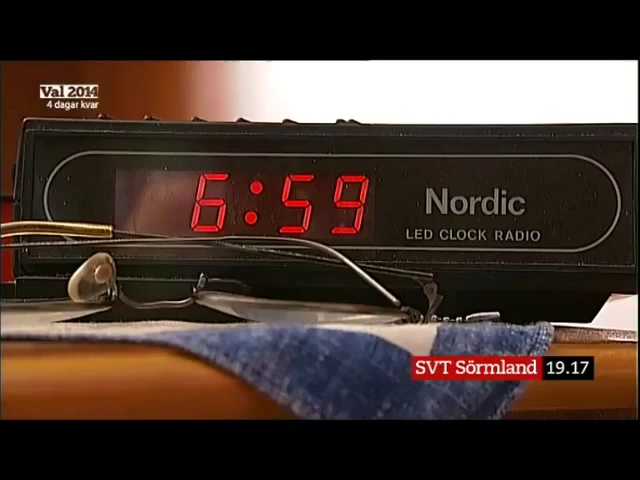 Val 2014
4 dagar kvar
6:59
Nordic
LED CLOCK RADIO
SVT Sörmland 19.17